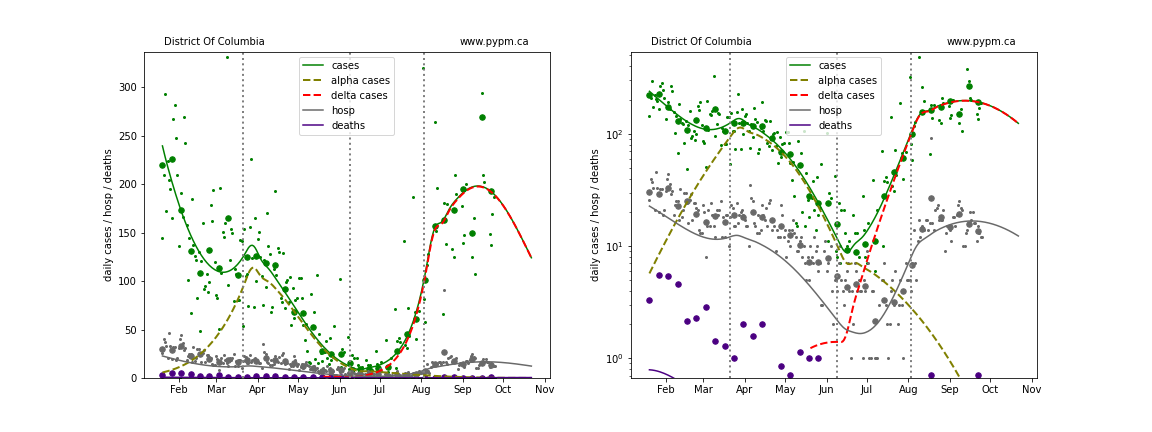 District Of Columbia
www.pypm.ca
cases
alpha cases
delta cases
hosp
deaths
daily cases / hosp / deaths
300
250
200
150
100
50
0
Feb Mar Apr May Jun Jul Aug Sep Oct Nov
District Of Columbia
www.pypm.ca
cases
alpha cases
delta cases
hosp
deaths
daily cases / hosp / deaths
10²
10¹
10⁰
Feb Mar Apr May Jun Jul Aug Sep Oct Nov